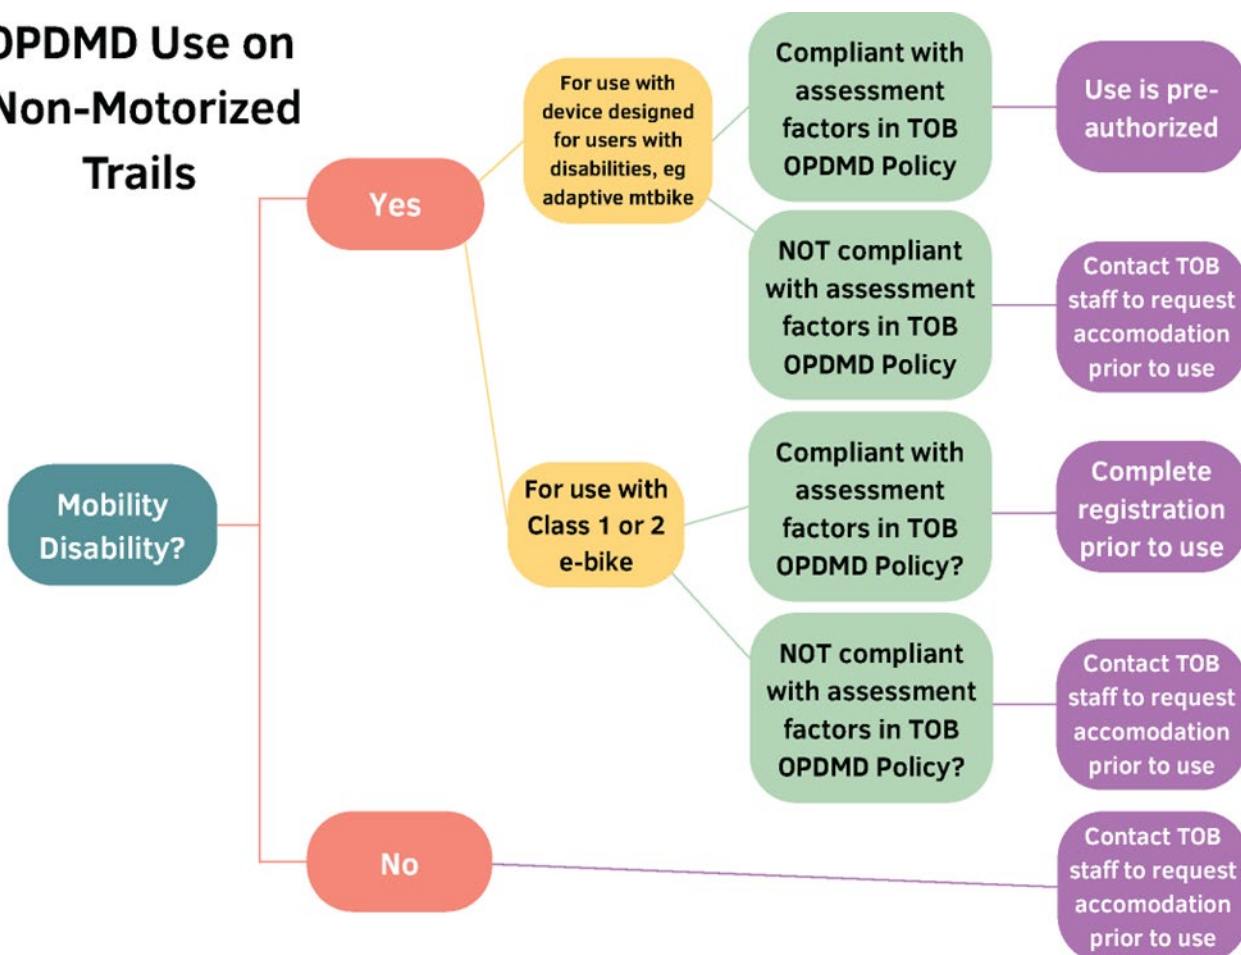 OPDMD Use on
Non-Motorized
Trails
Mobility
Disability?
Yes
No
For use with
device designed
for users with
disabilities, eg
adaptive mtbike
For use with
Class 1 or 2
e-bike
Compliant with
assessment
factors in TOB
OPDMD Policy
NOT compliant
with assessment
factors in TOB
OPDMD Policy
Compliant with
assessment
factors in TOB
OPDMD Policy?
NOT compliant
with assessment
factors in TOB
OPDMD Policy?
Use is pre-
authorized
Contact TOB
staff to request
accomodation
prior to use
Complete
registration
prior to use
Contact TOB
staff to request
accomodation
prior to use
Contact TOB
staff to request
accomodation
prior to use